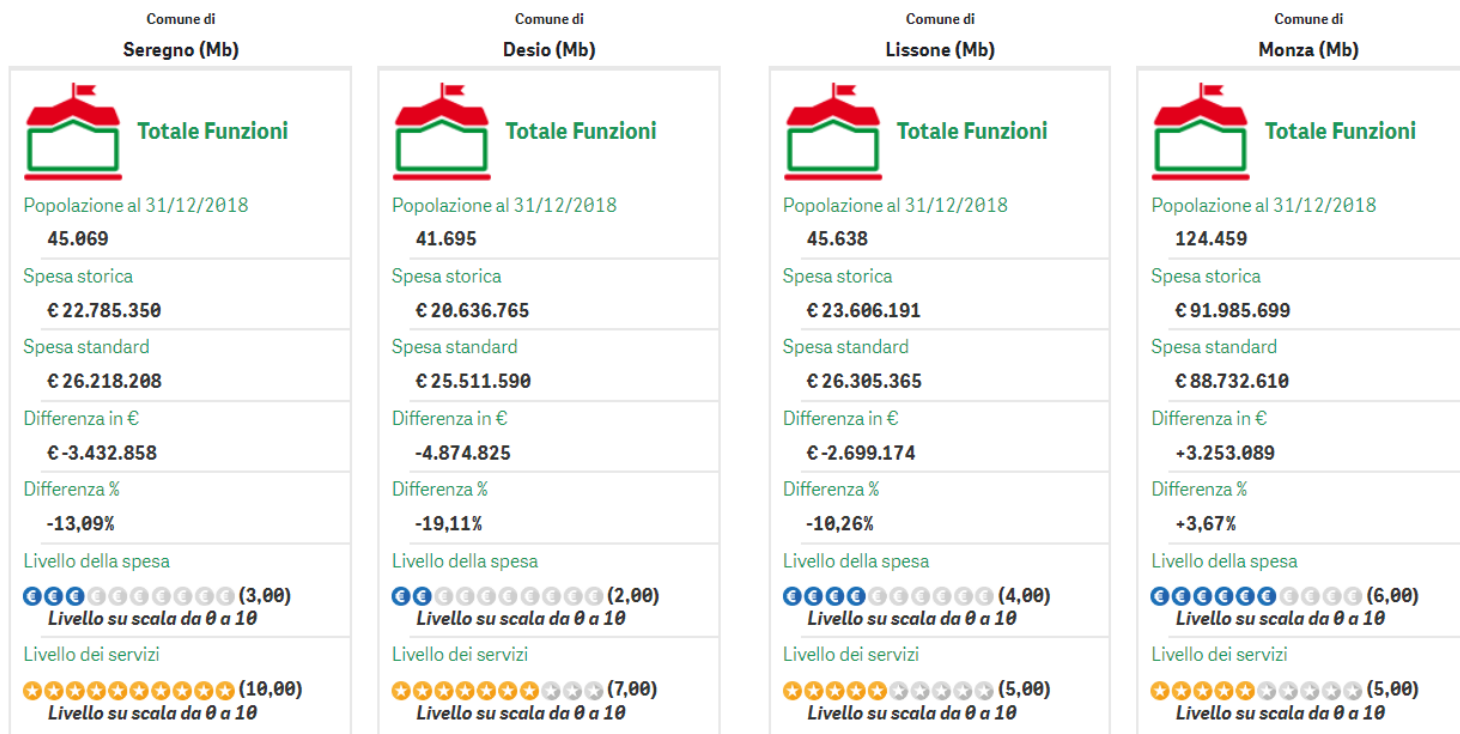 Comune di
Seregno (Mb)
Totale Funzioni
Popolazione al 31/12/2018
45.069
Spesa storica
€ 22.785.350
Spesa standard
€ 26.218.208
Differenza in €
€ -3.432.858
Differenza %
-13,09%
Livello della spesa
(3,00)
Livello su scala da 0 a 10
Livello dei servizi
(10,00)
Livello su scala da 0 a 10
Comune di
Desio (Mb)
Totale Funzioni
Popolazione al 31/12/2018
41.695
Spesa storica
€ 20.636.765
Spesa standard
€ 25.511.590
Differenza in €
-4.874.825
Differenza %
-19,11%
Livello della spesa
(2,00)
Livello su scala da 0 a 10
Livello dei servizi
(7,00)
Livello su scala da 0 a 10
Comune di
Lissone (Mb)
Totale Funzioni
Popolazione al 31/12/2018
45.638
Spesa storica
€ 23.606.191
Spesa standard
€ 26.305.365
Differenza in €
€ -2.699.174
Differenza %
-10,26%
Livello della spesa
(4,00)
Livello su scala da 0 a 10
Livello dei servizi
(5,00)
Livello su scala da 0 a 10
Comune di
Monza (Mb)
Totale Funzioni
Popolazione al 31/12/2018
124.459
Spesa storica
€ 91.985.699
Spesa standard
€ 88.732.610
Differenza in €
+3.253.089
Differenza %
+3,67%
Livello della spesa
(6,00)
Livello su scala da 0 a 10
Livello dei servizi
(5,00)
Livello su scala da 0 a 10